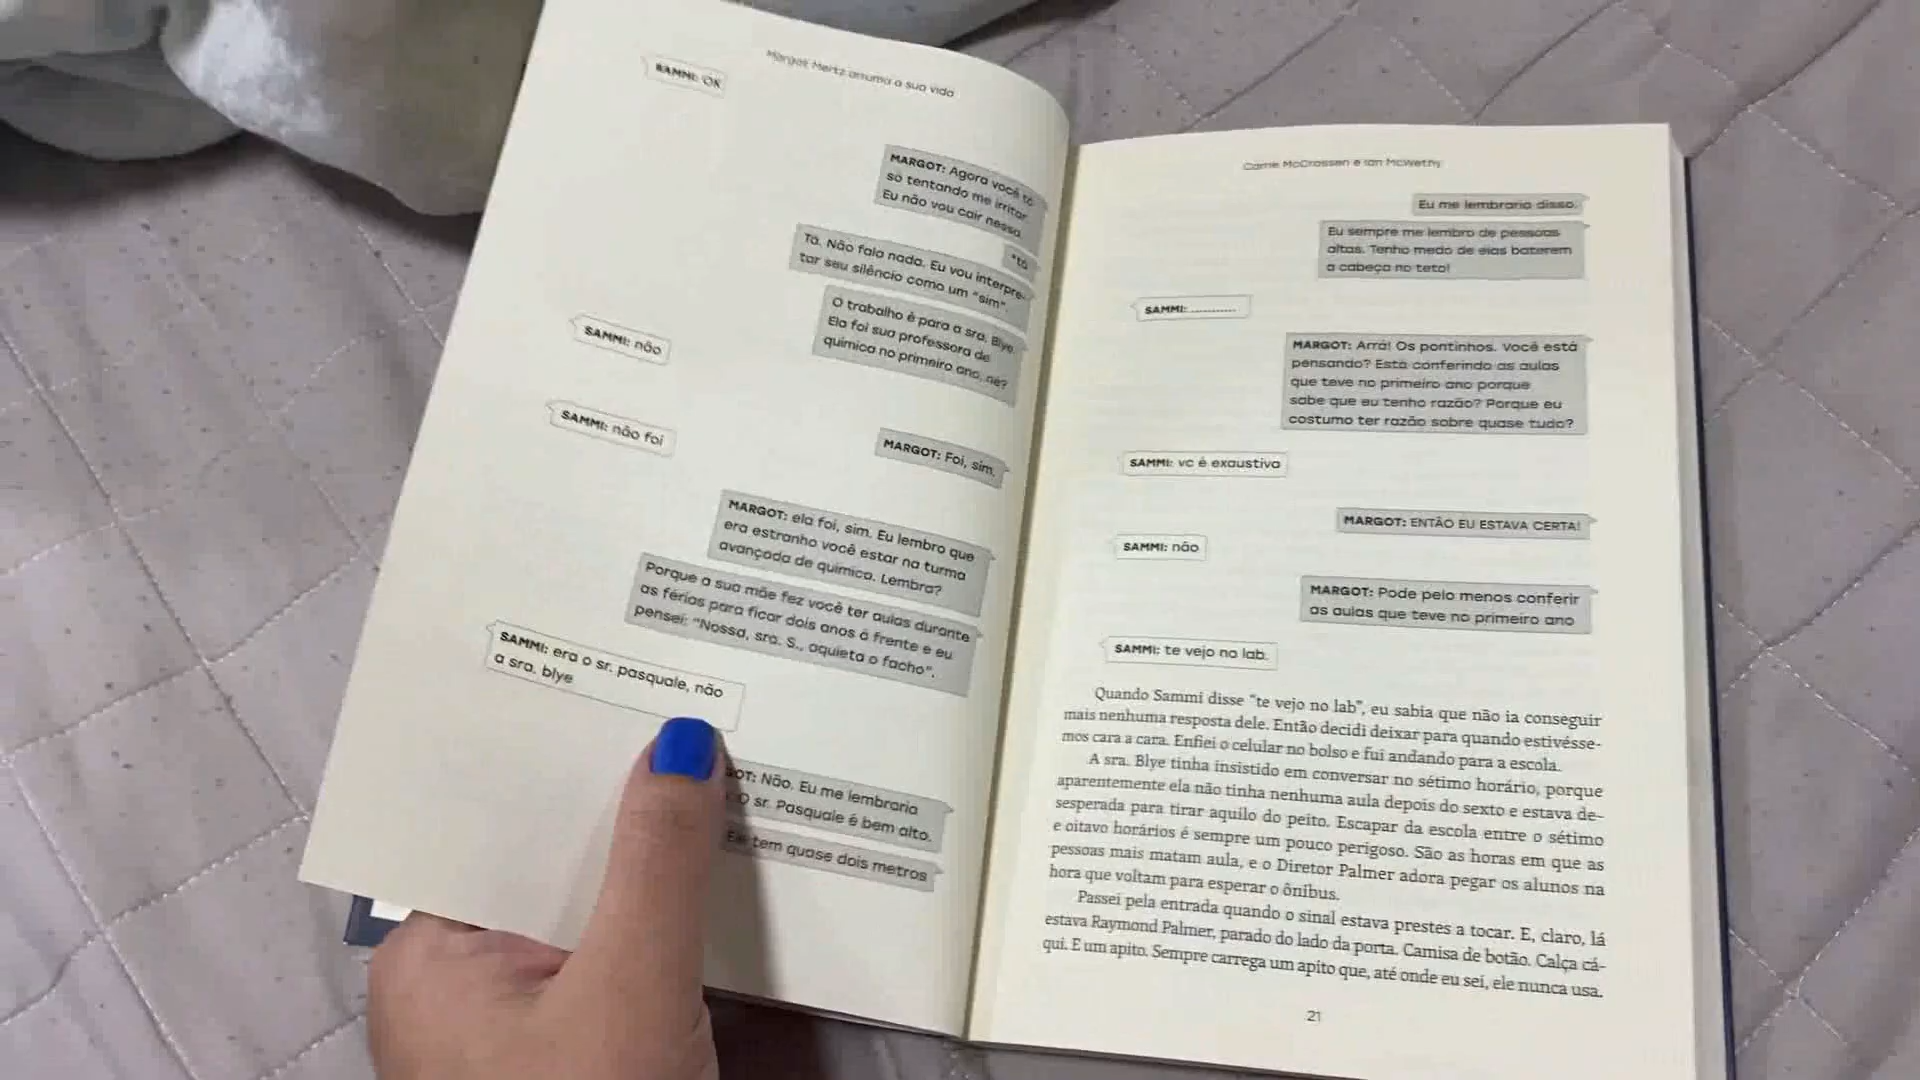 Margot Mertz arruma a sua vida
SAMMI: OK
MARGOT: Agora você tá
só tentando me irritar.
Eu não vou cair nessa.
*tá
Tá. Não fala nada. Eu vou interpre-
tar seu silêncio como um "sim".
O trabalho é para a sra. Blye.
Ela foi sua professora de
química no primeiro ano, né?
SAMMI: não
MARGOT: Foi, sim.
SAMMI: não foi
MARGOT: ela foi, sim. Eu lembro que
era estranho você estar na turma
avançada de química. Lembra?
Porque a sua mãe fez você ter aulas durante
as férias para ficar dois anos à frente e eu
pensei: "Nossa, sra. S., aquieta o facho".
SAMMI: era o sr. pasquale, não
a sra. blye
GOT: Não. Eu me lembraria
O sr. Pasquale é bem alto.
Ele tem quase dois metros
Carrie McCrossen e Ian McWethy
Eu me lembraria disso.
Eu sempre me lembro de pessoas
altas. Tenho medo de elas baterem
a cabeça no teto!
SAMMI: ............
MARGOT: Arrá! Os pontinhos. Você está
pensando? Está conferindo as aulas
que teve no primeiro ano porque
sabe que eu tenho razão? Porque eu
costumo ter razão sobre quase tudo?
SAMMI: vc é exaustiva
MARGOT: ENTÃO EU ESTAVA CERTA!
SAMMI: não
MARGOT: Pode pelo menos conferir
as aulas que teve no primeiro ano
SAMMI: te vejo no lab.
Quando Sammi disse "te vejo no lab", eu sabia que não ia conseguir
mais nenhuma resposta dele. Então decidi deixar para quando estivésse-
mos cara a cara. Enfiei o celular no bolso e fui andando para a escola.
A sra. Blye tinha insistido em conversar no sétimo horário, porque
aparentemente ela não tinha nenhuma aula depois do sexto e estava de-
sesperada para tirar aquilo do peito. Escapar da escola entre o sétimo
e oitavo horários é sempre um pouco perigoso. São as horas em que as
pessoas mais matam aula, e o Diretor Palmer adora pegar os alunos na
hora que voltam para esperar o ônibus.
Passei pela entrada quando o sinal estava prestes a tocar. E, claro, lá
estava Raymond Palmer, parado do lado da porta. Camisa de botão. Calça cá-
qui. E um apito. Sempre carrega um apito que, até onde eu sei, ele nunca usa.
21